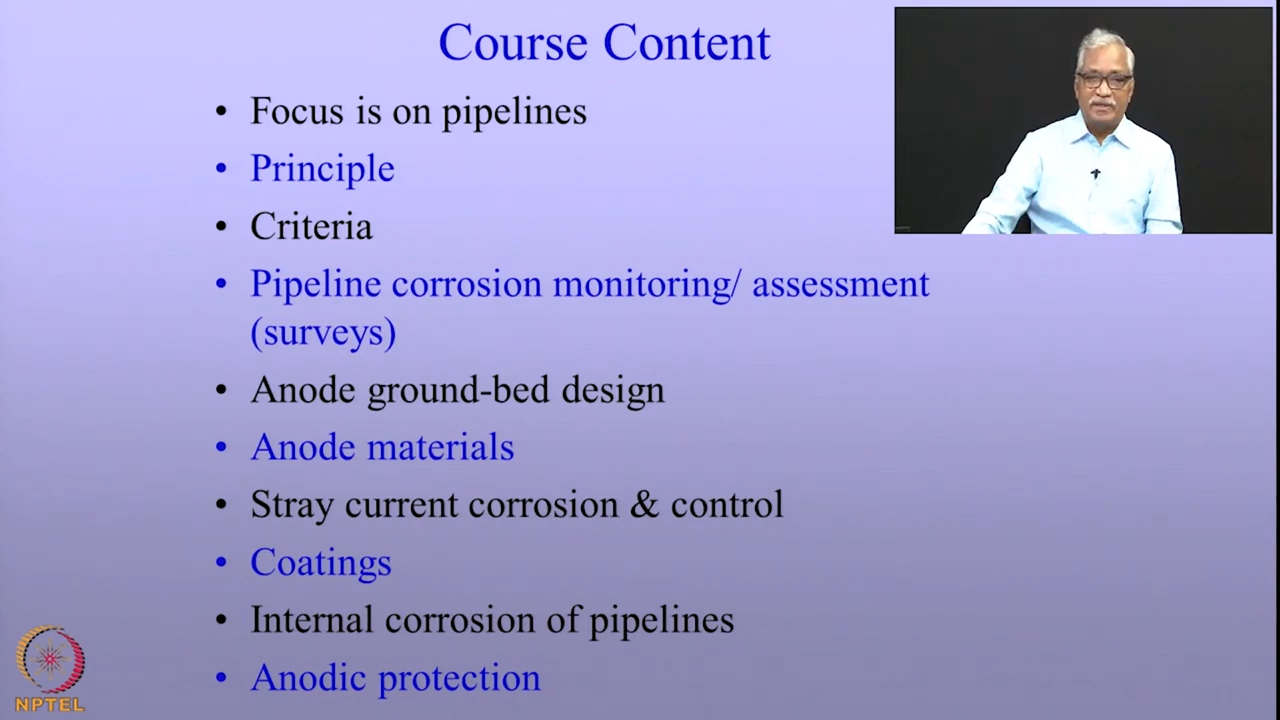 Course Content
• Focus is on pipelines
• Principle
• Criteria
• Pipeline corrosion monitoring/ assessment
(surveys)
• Anode ground-bed design
• Anode materials
• Stray current corrosion & control
• Coatings
• Internal corrosion of pipelines
• Anodic protection
NPTEL